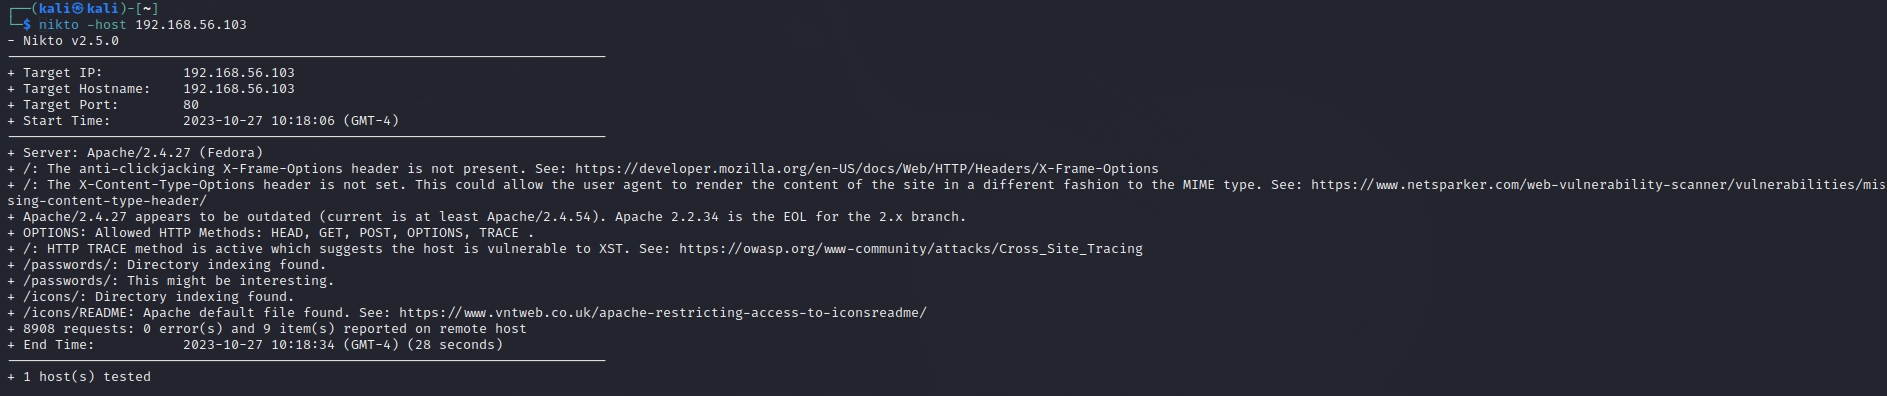 ┌──(kali㉿kali)-[~]
└─$ nikto -host 192.168.56.103
- Nikto v2.5.0
---------------------------------------------------------------------------
+ Target IP:          192.168.56.103
+ Target Hostname:    192.168.56.103
+ Target Port:        80
+ Start Time:         2023-10-27 10:18:06 (GMT-4)
---------------------------------------------------------------------------
+ Server: Apache/2.4.27 (Fedora)
+ /: The anti-clickjacking X-Frame-Options header is not present. See: https://developer.mozilla.org/en-US/docs/Web/HTTP/Headers/X-Frame-Options
+ /: The X-Content-Type-Options header is not set. This could allow the user agent to render the content of the site in a different fashion to the MIME type. See: https://www.netsparker.com/web-vulnerability-scanner/vulnerabilities/mis
sing-content-type-header/
+ Apache/2.4.27 appears to be outdated (current is at least Apache/2.4.54). Apache 2.2.34 is the EOL for the 2.x branch.
+ OPTIONS: Allowed HTTP Methods: HEAD, GET, POST, OPTIONS, TRACE .
+ /: HTTP TRACE method is active which suggests the host is vulnerable to XST. See: https://owasp.org/www-community/attacks/Cross_Site_Tracing
+ /passwords/: Directory indexing found.
+ /passwords/: This might be interesting.
+ /icons/: Directory indexing found.
+ /icons/README: Apache default file found. See: https://www.vntweb.co.uk/apache-restricting-access-to-iconsreadme/
+ 8908 requests: 0 error(s) and 9 item(s) reported on remote host
+ End Time:           2023-10-27 10:18:34 (GMT-4) (28 seconds)
---------------------------------------------------------------------------
+ 1 host(s) tested